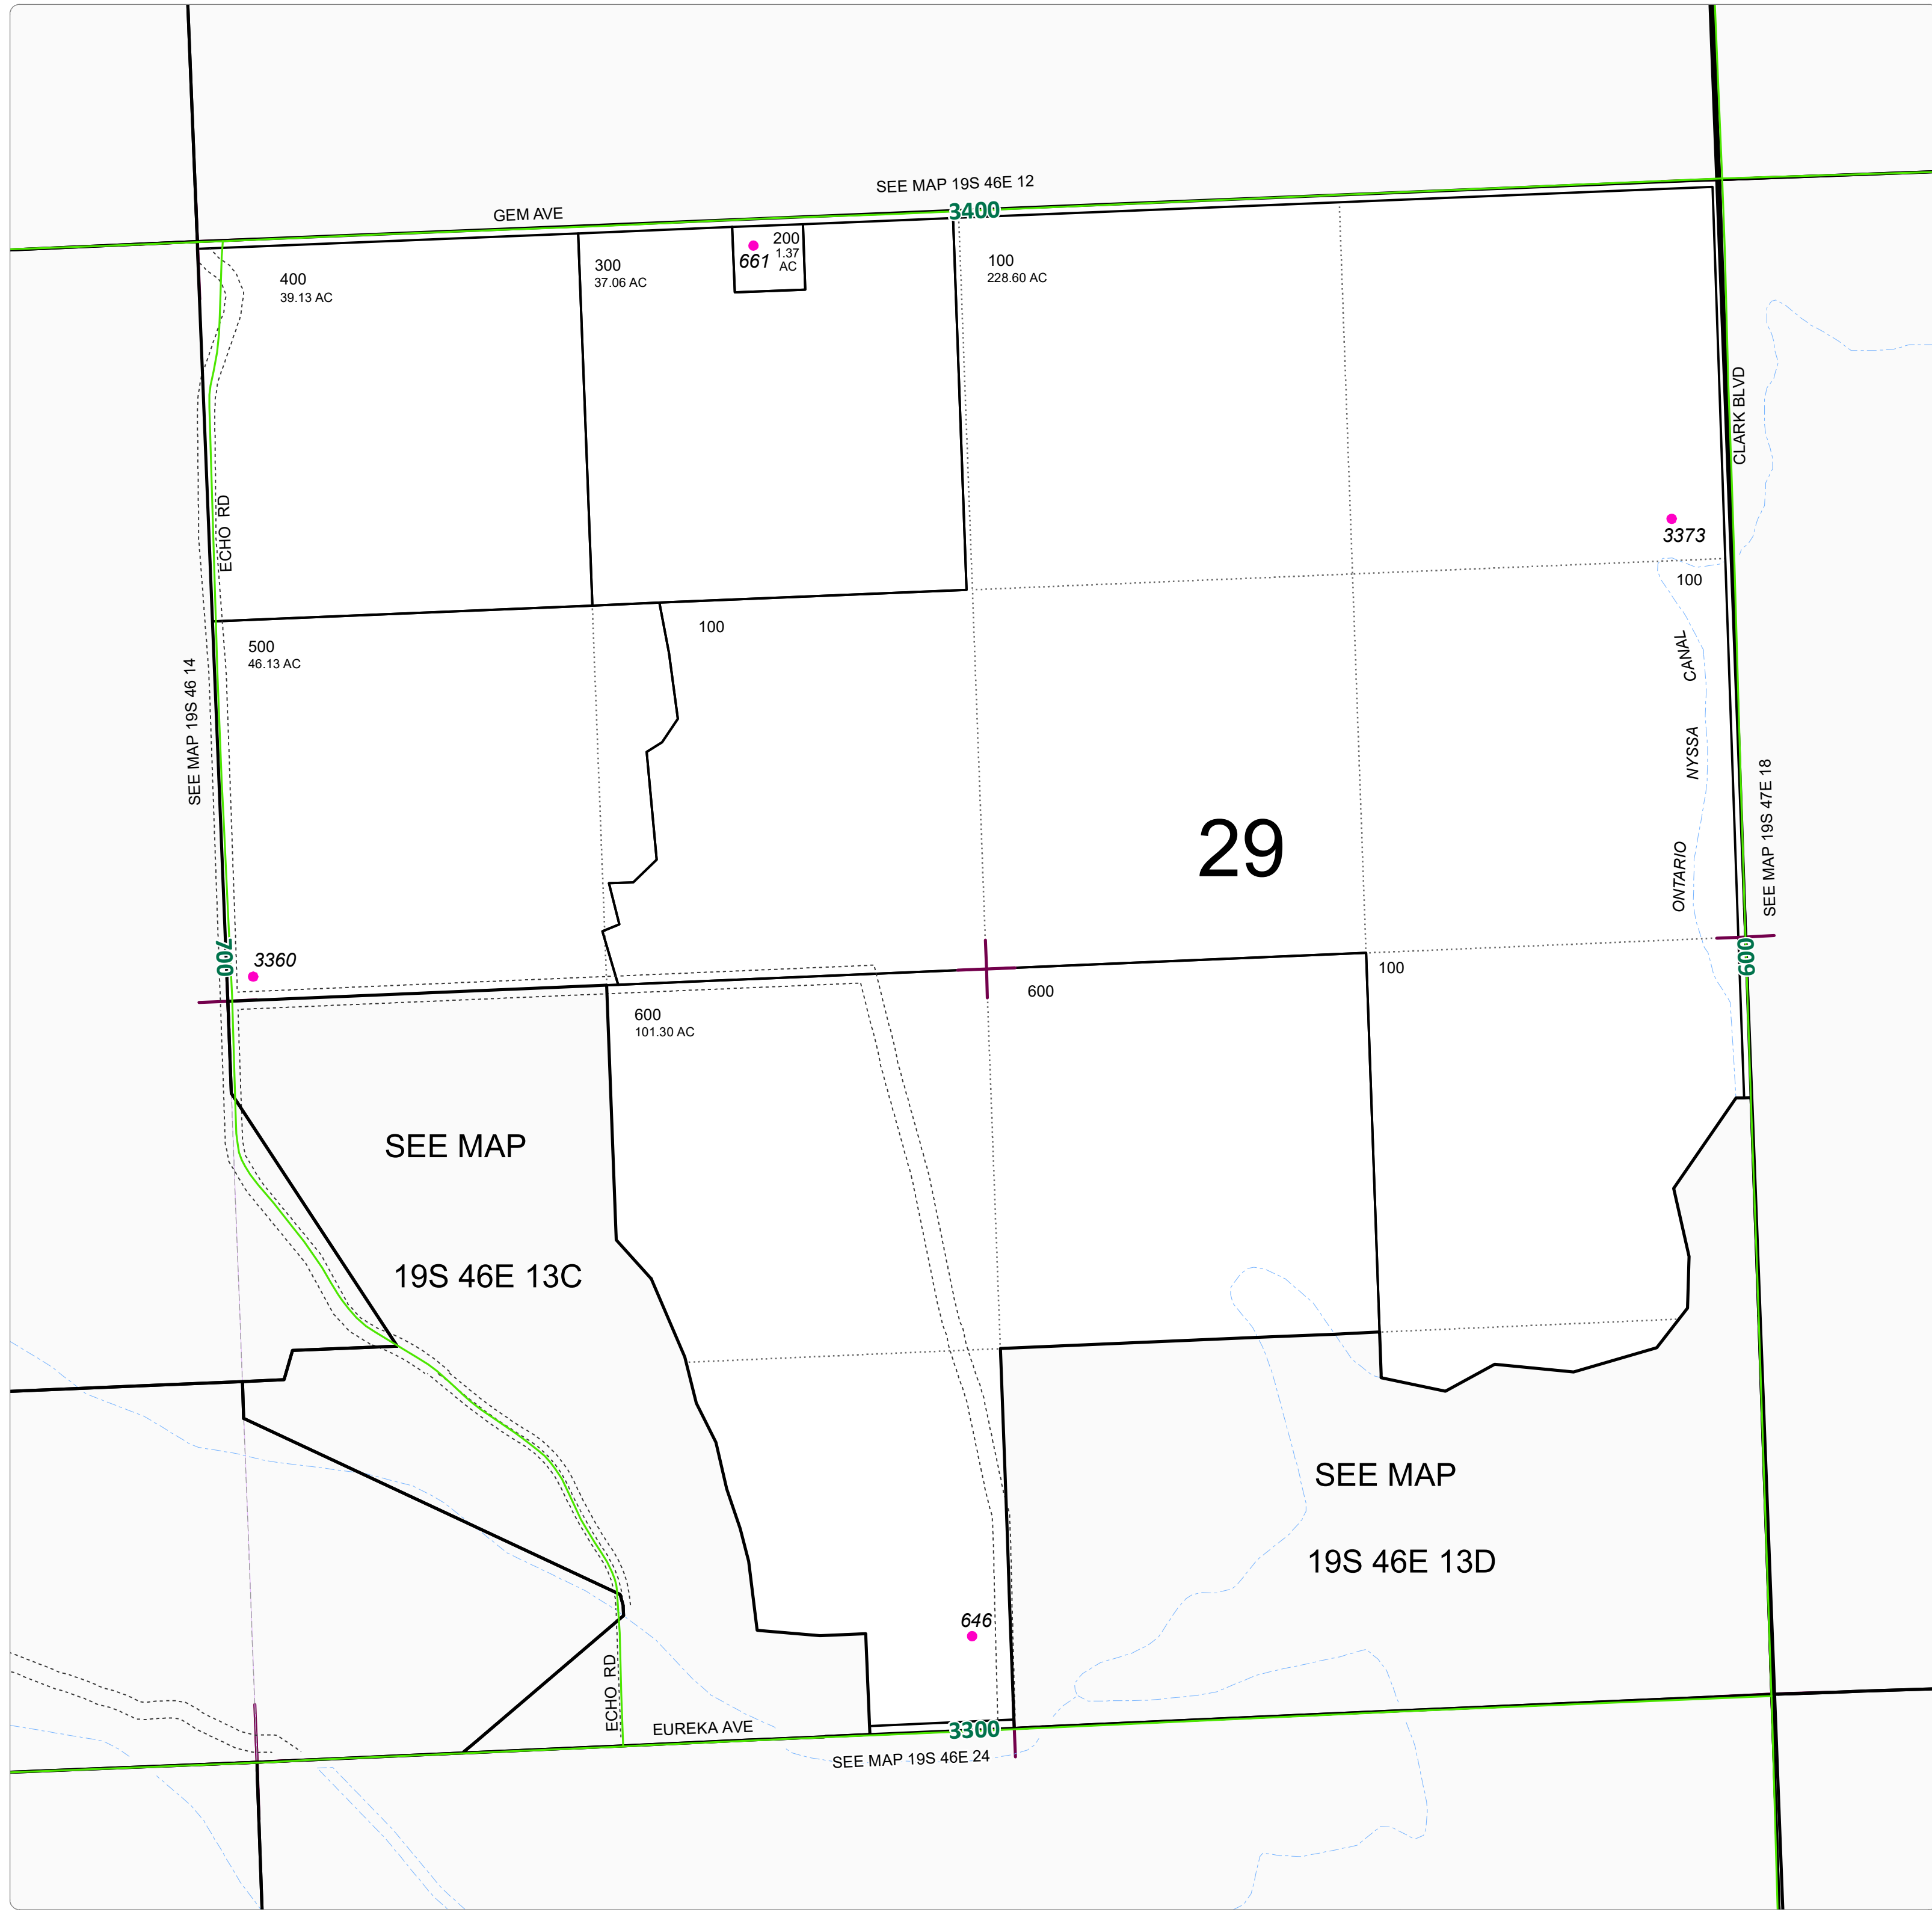 SEE MAP 19S 46E 12
GEM AVE
3400
400
39.13 AC
300
37.06 AC
661
200
1.37
AC
100
228.60 AC
CLARK BLVD
ECHO RD
3373
100
500
46.13 AC
100
CANAL
NYSSA
ONTARIO
SEE MAP 19S 46 14
SEE MAP 19S 47E 18
29
700
3360
600
100
600
600
101.30 AC
SEE MAP
19S 46E 13C
SEE MAP
19S 46E 13D
646
ECHO RD
EUREKA AVE
3300
SEE MAP 19S 46E 24